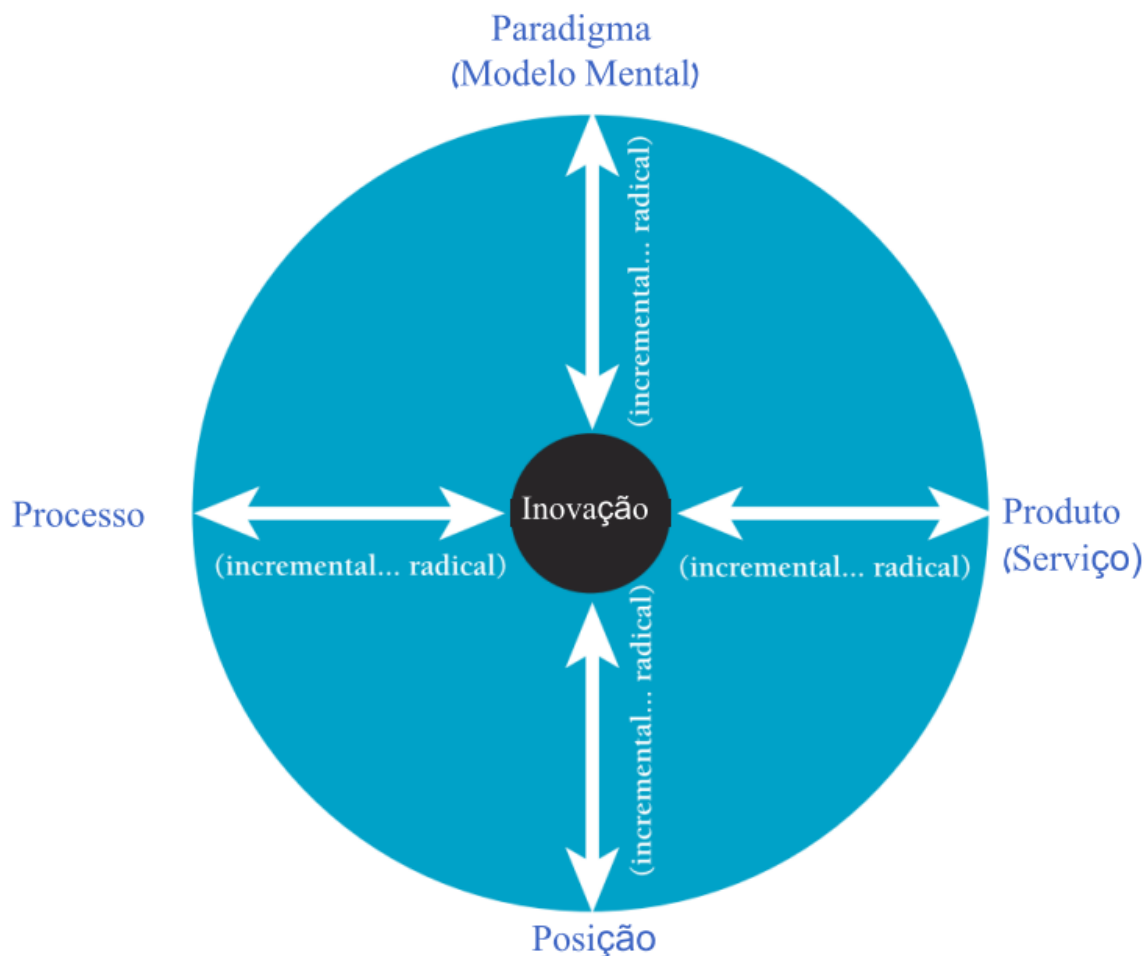 Paradigma
(Modelo Mental)
(incremental... radical)
Processo
Inovação
Produto
(Serviço)
(incremental... radical)
(incremental... radical)
(incremental... radical)
Posição